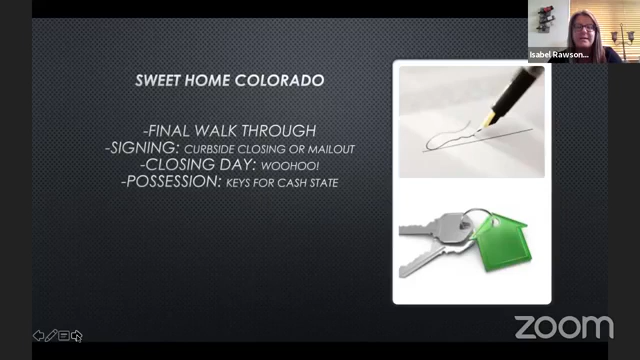 SWEET HOME COLORADO
-FINAL WALK THROUGH
-SIGNING: CURBSIDE CLOSING OR MAILOUT
-CLOSING DAY: WOOHOO!
-POSSESSION: KEYS FOR CASH STATE
Isabel Rawson...
zoom